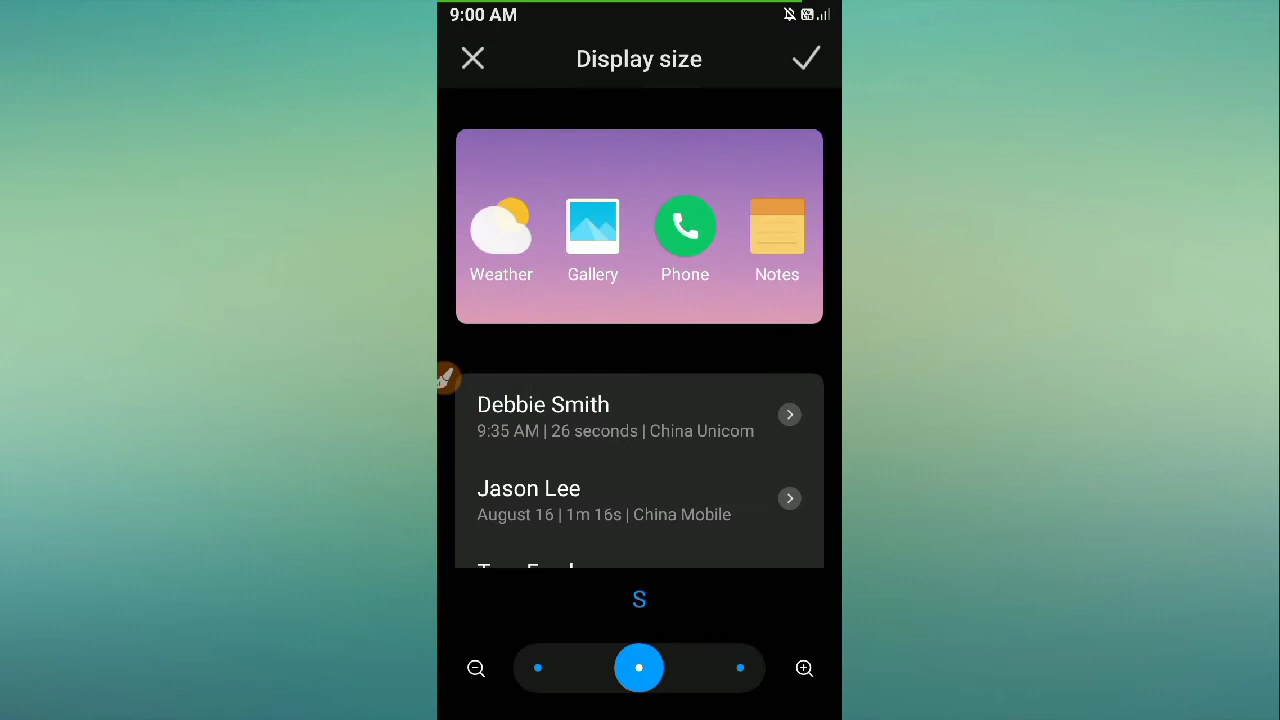 9:00 AM
Display size
Weather Gallery Phone Notes
Debbie Smith
9:35 AM | 26 seconds | China Unicom
Jason Lee
August 16 | 1m 16s | China Mobile
S